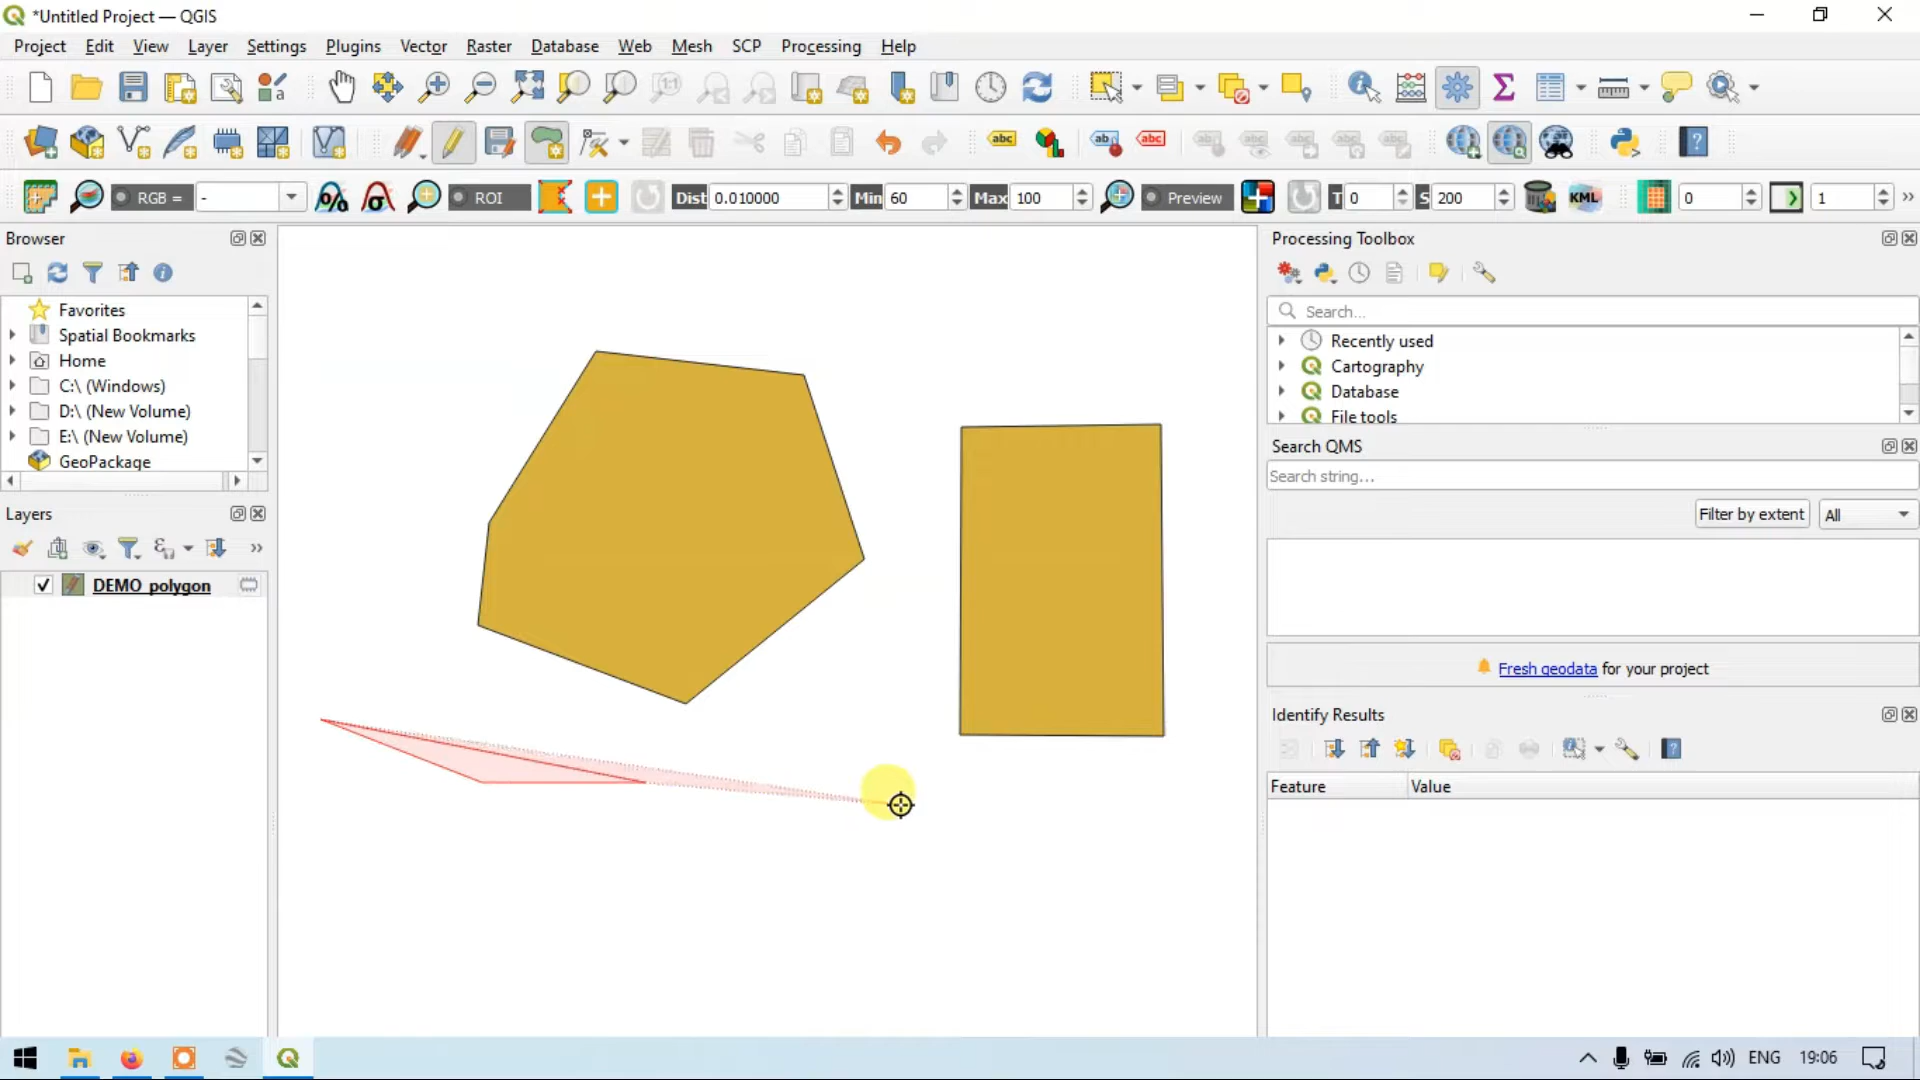 *Untitled Project — QGIS
Project Edit View Layer Settings Plugins Vector Raster Database Web Mesh SCP Processing Help
RGB = - ROI Dist 0.010000 Min 60 Max 100 Preview T 0 S 200 KML 0 1 »
Browser
Favorites
Spatial Bookmarks
Home
C:\ (Windows)
D:\ (New Volume)
E:\ (New Volume)
GeoPackage
Layers
»
DEMO polygon
Processing Toolbox
Search...
Recently used
Cartography
Database
File tools
Search QMS
Search string...
Filter by extent All
Fresh geodata for your project
Identify Results
Feature Value
ENG 19:06